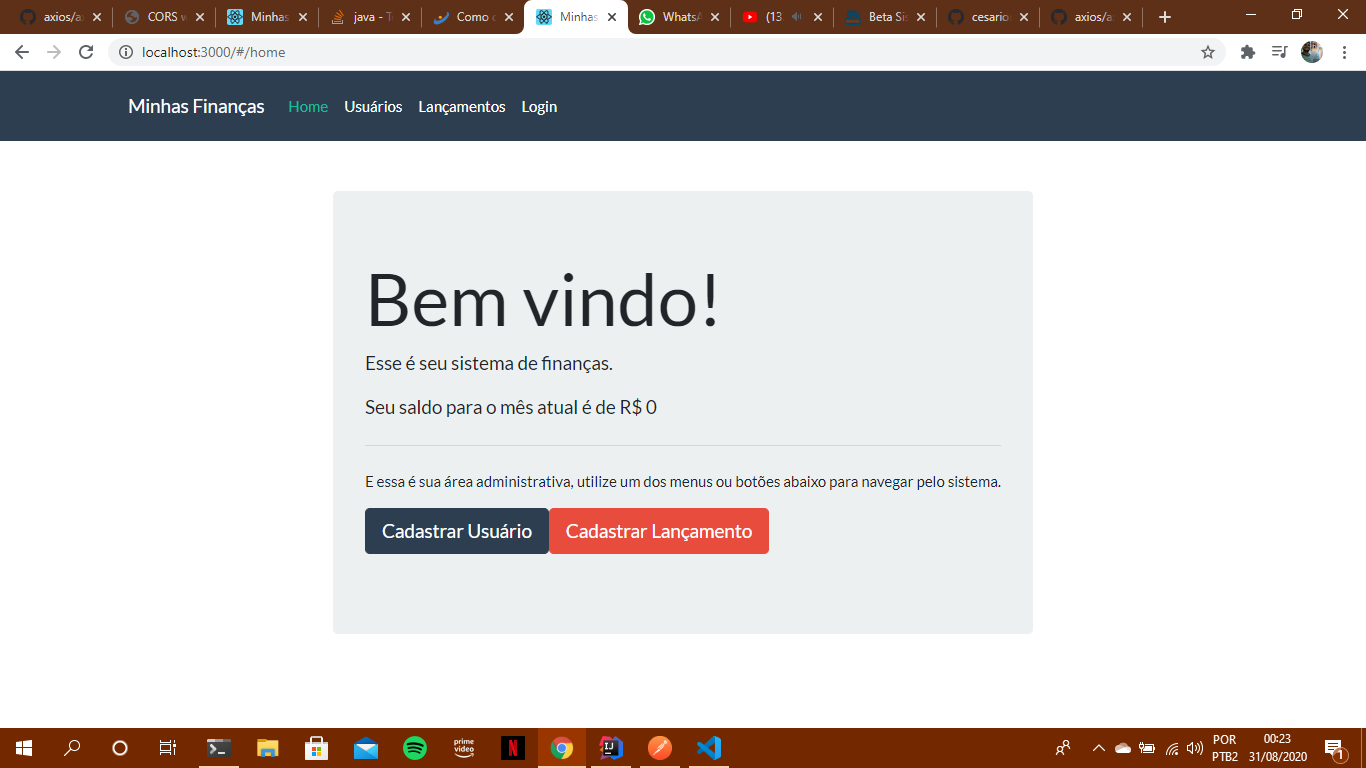 axios/a
CORS w
Minhas
java - T
Como c
Minhas
WhatsA
(13
Beta Sis
cesario
axios/a
localhost:3000/#/home
Minhas Finanças Home Usuários Lançamentos Login
Bem vindo!
Esse é seu sistema de finanças.
Seu saldo para o mês atual é de R$ 0
E essa é sua área administrativa, utilize um dos menus ou botões abaixo para navegar pelo sistema.
Cadastrar Usuário Cadastrar Lançamento
prime
video
N
IJ
POR
PTB2
00:23
31/08/2020
1